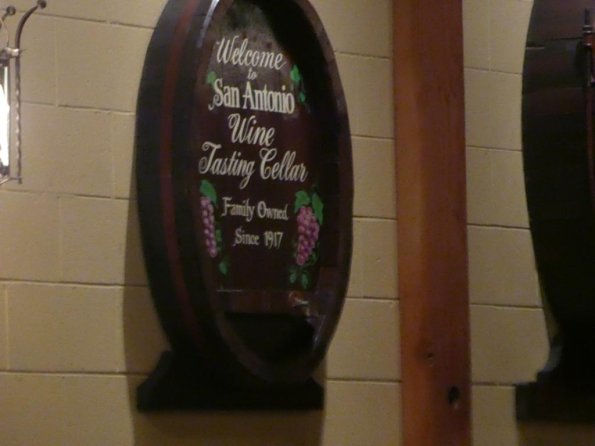 Welcome
to
San Antonio
Wine
Tasting Cellar
Family Owned
Since 1917